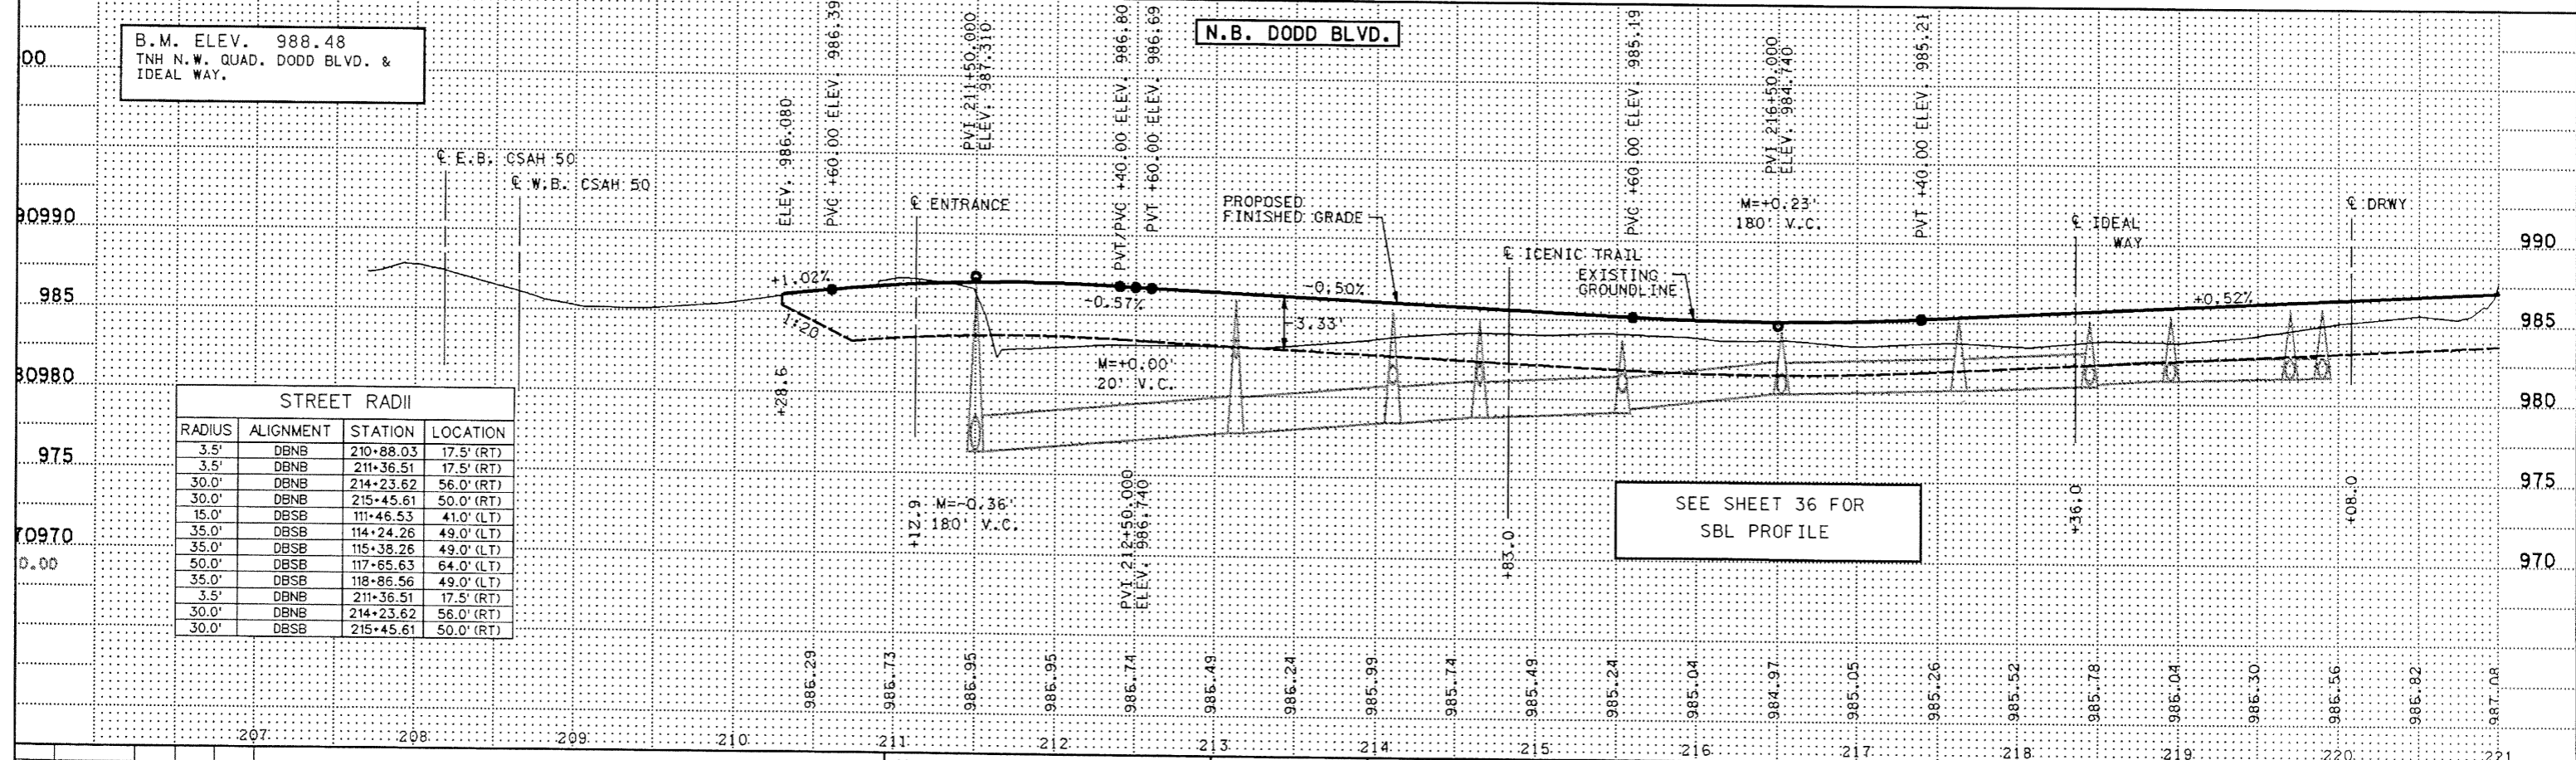 B.M. ELEV. 988.48
TNH N.W. QUAD. DODD BLVD. &
IDEAL WAY.
N.B. DODD BLVD.
ELEV. 986.080
PVC +60.00 ELEV. 986.39
PVI 211+50.000
ELEV. 987.310
PVT/PVC +40.00 ELEV. 986.80
PVT +60.00 ELEV. 986.69
PVC +60.00 ELEV. 985.19
PVI 216+50.000
ELEV. 984.740
PVT +40.00 ELEV. 985.21
℄ E.B. CSAH 50
℄ W.B. CSAH 50
℄ ENTRANCE
PROPOSED
FINISHED GRADE
℄ ICENIC TRAIL
EXISTING
GROUNDLINE
M=+0.23'
180' V.C.
℄ IDEAL
WAY
℄ DRWY
+1.02%
-0.57%
-0.50%
+0.52%
1:20
-3.33'
M=+0.00'
20' V.C.
+28.6
+12.9
M=-0.36'
180' V.C.
PVI 212+50.000
ELEV. 986.740
+83.0
+36.0
+08.0
SEE SHEET 36 FOR
SBL PROFILE
00
90990
985
80980
975
70970
0.00
990
985
980
975
970
STREET RADII
RADIUS ALIGNMENT STATION LOCATION
3.5' DBNB 210+88.03 17.5' (RT)
3.5' DBNB 211+36.51 17.5' (RT)
30.0' DBNB 214+23.62 56.0' (RT)
30.0' DBNB 215+45.61 50.0' (RT)
15.0' DBSB 111+46.53 41.0' (LT)
35.0' DBSB 114+24.26 49.0' (LT)
35.0' DBSB 115+38.26 49.0' (LT)
50.0' DBSB 117+65.63 64.0' (LT)
35.0' DBSB 118+86.56 49.0' (LT)
3.5' DBNB 211+36.51 17.5' (RT)
30.0' DBNB 214+23.62 56.0' (RT)
30.0' DBSB 215+45.61 50.0' (RT)
986.29 986.73 986.95 986.95 986.74 986.49 986.24 985.99 985.74 985.49 985.24 985.04 984.97 985.05 985.26 985.52 985.78 986.04 986.30 986.56 986.82 987.08
207 208 209 210 211 212 213 214 215 216 217 218 219 220 221